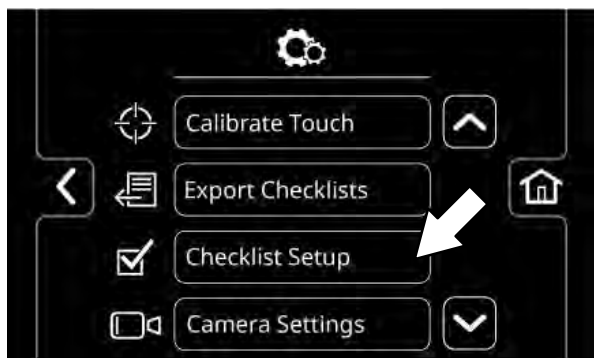 Calibrate Touch
Export Checklists
Checklist Setup
Camera Settings